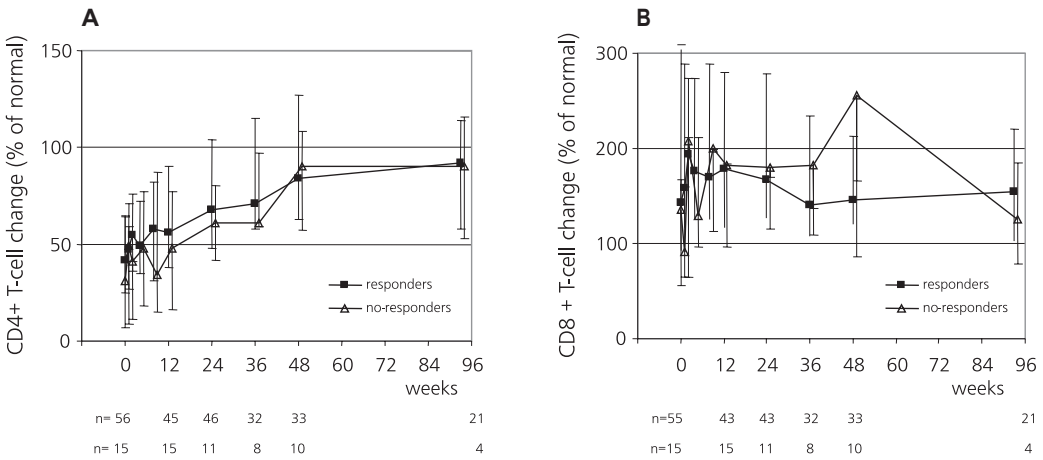 A
CD4+ T-cell change (% of normal)
150
100
50
0
responders
no-responders
0 12 24 36 48 60 72 84 96
weeks
n= 56 45 46 32 33 21
n= 15 15 11 8 10 4
B
CD8 + T-cell change (% of normal)
300
200
100
0
responders
no-responders
0 12 24 36 48 60 72 84 96
weeks
n=55 43 43 32 33 21
n=15 15 11 8 10 4